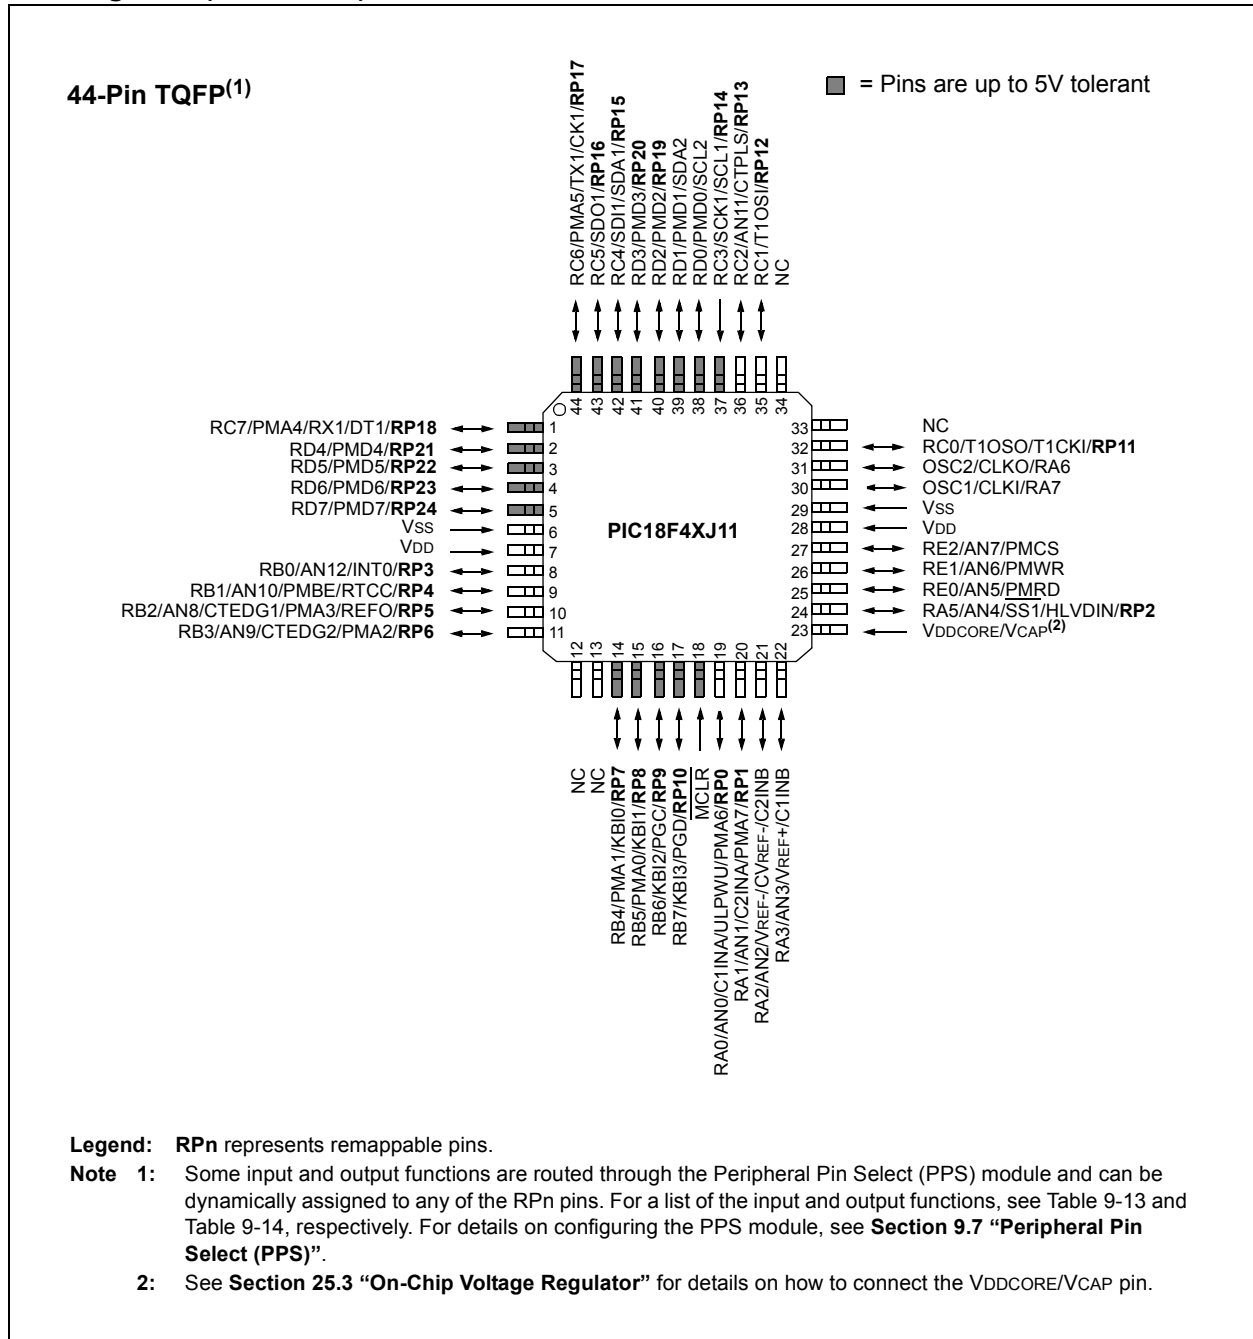 44-Pin TQFP(1)
= Pins are up to 5V tolerant
RC6/PMA5/TX1/CK1/RP17
RC5/SDO1/RP16
RC4/SDI1/SDA1/RP15
RD3/PMD3/RP20
RD2/PMD2/RP19
RD1/PMD1/SDA2
RD0/PMD0/SCL2
RC3/SCK1/SCL1/RP14
RC2/AN11/CTPLS/RP13
RC1/T1OSI/RP12
NC
44 43 42 41 40 39 38 37 36 35 34
RC7/PMA4/RX1/DT1/RP18 1
RD4/PMD4/RP21 2
RD5/PMD5/RP22 3
RD6/PMD6/RP23 4
RD7/PMD7/RP24 5
VSS 6
VDD 7
RB0/AN12/INT0/RP3 8
RB1/AN10/PMBE/RTCC/RP4 9
RB2/AN8/CTEDG1/PMA3/REFO/RP5 10
RB3/AN9/CTEDG2/PMA2/RP6 11
PIC18F4XJ11
33 NC
32 RC0/T1OSO/T1CKI/RP11
31 OSC2/CLKO/RA6
30 OSC1/CLKI/RA7
29 VSS
28 VDD
27 RE2/AN7/PMCS
26 RE1/AN6/PMWR
25 RE0/AN5/PMRD
24 RA5/AN4/SS1/HLVDIN/RP2
23 VDDCORE/VCAP(2)
12 13 14 15 16 17 18 19 20 21 22
NC
NC
RB4/PMA1/KBI0/RP7
RB5/PMA0/KBI1/RP8
RB6/KBI2/PGC/RP9
RB7/KBI3/PGD/RP10
MCLR
RA0/AN0/C1INA/ULPWU/PMA6/RP0
RA1/AN1/C2INA/PMA7/RP1
RA2/AN2/VREF-/CVREF-/C2INB
RA3/AN3/VREF+/C1INB
Legend: RPn represents remappable pins.
Note 1: Some input and output functions are routed through the Peripheral Pin Select (PPS) module and can be
dynamically assigned to any of the RPn pins. For a list of the input and output functions, see Table 9-13 and
Table 9-14, respectively. For details on configuring the PPS module, see Section 9.7 “Peripheral Pin
Select (PPS)”.
2: See Section 25.3 “On-Chip Voltage Regulator” for details on how to connect the VDDCORE/VCAP pin.